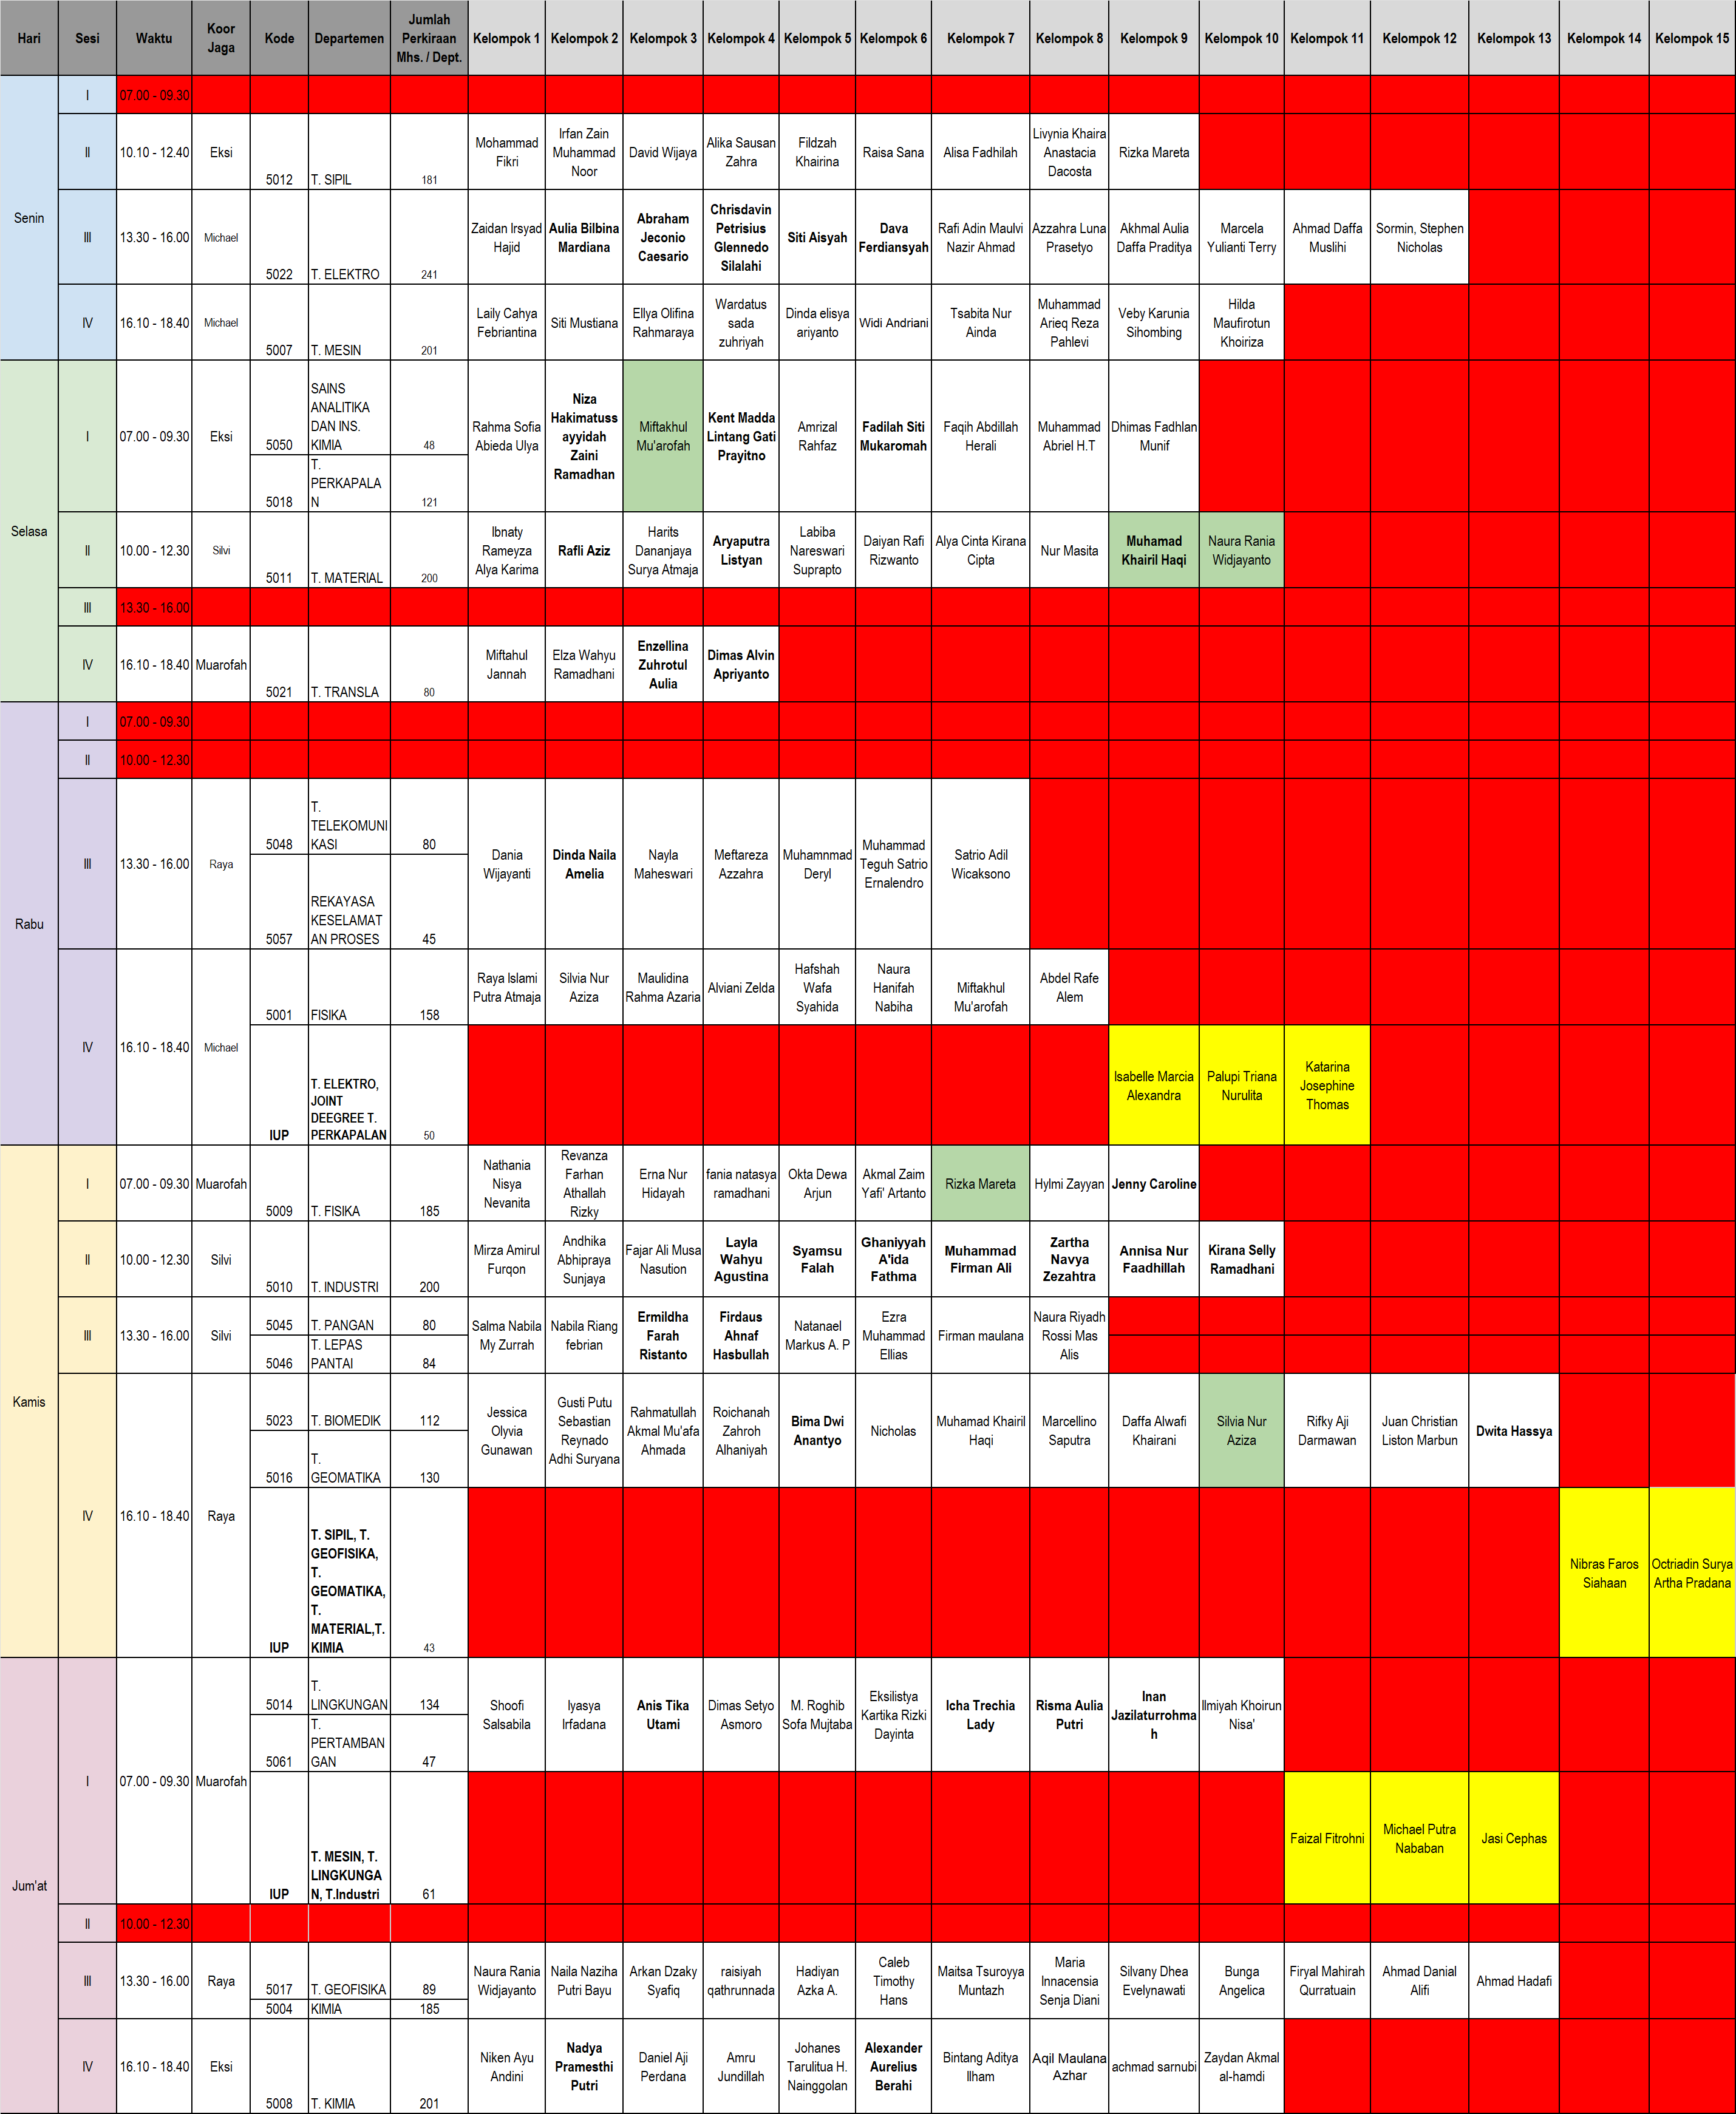 Hari Sesi Waktu Koor Jaga Kode Departemen Jumlah Perkiraan Mhs. / Dept. Kelompok 1 Kelompok 2 Kelompok 3 Kelompok 4 Kelompok 5 Kelompok 6 Kelompok 7 Kelompok 8 Kelompok 9 Kelompok 10 Kelompok 11 Kelompok 12 Kelompok 13 Kelompok 14 Kelompok 15
Senin
I 07.00 - 09.30
II 10.10 - 12.40 Eksi 5012 T. SIPIL 181 Mohammad Fikri Irfan Zain Muhammad Noor David Wijaya Alika Sausan Zahra Fildzah Khairina Raisa Sana Alisa Fadhilah Livynia Khaira Anastacia Dacosta Rizka Mareta
III 13.30 - 16.00 Michael 5022 T. ELEKTRO 241 Zaidan Irsyad Hajid Aulia Bilbina Mardiana Abraham Jeconio Caesario Chrisdavin Petrisius Glennedo Silalahi Siti Aisyah Dava Ferdiansyah Rafi Adin Maulvi Nazir Ahmad Azzahra Luna Prasetyo Akhmal Aulia Daffa Praditya Marcela Yulianti Terry Ahmad Daffa Muslihi Sormin, Stephen Nicholas
IV 16.10 - 18.40 Michael 5007 T. MESIN 201 Laily Cahya Febriantina Siti Mustiana Ellya Olifina Rahmaraya Wardatus sada zuhriyah Dinda elisya ariyanto Widi Andriani Tsabita Nur Ainda Muhammad Arieq Reza Pahlevi Veby Karunia Sihombing Hilda Maufirotun Khoiriza
Selasa
I 07.00 - 09.30 Eksi 5050 SAINS ANALITIKA DAN INS. KIMIA 48 Rahma Sofia Abieda Ulya Niza Hakimatuss ayyidah Zaini Ramadhan Miftakhul Mu'arofah Kent Madda Lintang Gati Prayitno Amrizal Rahfaz Fadilah Siti Mukaromah Faqih Abdillah Herali Muhammad Abriel H.T Dhimas Fadhlan Munif
5018 T. PERKAPALA N 121
II 10.00 - 12.30 Silvi 5011 T. MATERIAL 200 Ibnaty Rameyza Alya Karima Rafli Aziz Harits Dananjaya Surya Atmaja Aryaputra Listyan Labiba Nareswari Suprapto Daiyan Rafi Rizwanto Alya Cinta Kirana Cipta Nur Masita Muhamad Khairil Haqi Naura Rania Widjayanto
III 13.30 - 16.00
IV 16.10 - 18.40 Muarofah 5021 T. TRANSLA 80 Miftahul Jannah Elza Wahyu Ramadhani Enzellina Zuhrotul Aulia Dimas Alvin Apriyanto
Rabu
I 07.00 - 09.30
II 10.00 - 12.30
III 13.30 - 16.00 Raya 5048 T. TELEKOMUNI KASI 80 Dania Wijayanti Dinda Naila Amelia Nayla Maheswari Meftareza Azzahra Muhamnmad Deryl Muhammad Teguh Satrio Ernalendro Satrio Adil Wicaksono
5057 REKAYASA KESELAMAT AN PROSES 45
IV 16.10 - 18.40 Michael 5001 FISIKA 158 Raya Islami Putra Atmaja Silvia Nur Aziza Maulidina Rahma Azaria Alviani Zelda Hafshah Wafa Syahida Naura Hanifah Nabiha Miftakhul Mu'arofah Abdel Rafe Alem
IUP T. ELEKTRO, JOINT DEEGREE T. PERKAPALAN 50 Isabelle Marcia Alexandra Palupi Triana Nurulita Katarina Josephine Thomas
Kamis
I 07.00 - 09.30 Muarofah 5009 T. FISIKA 185 Nathania Nisya Nevanita Revanza Farhan Athallah Rizky Erna Nur Hidayah fania natasya ramadhani Okta Dewa Arjun Akmal Zaim Yafi' Artanto Rizka Mareta Hylmi Zayyan Jenny Caroline
II 10.00 - 12.30 Silvi 5010 T. INDUSTRI 200 Mirza Amirul Furqon Andhika Abhipraya Sunjaya Fajar Ali Musa Nasution Layla Wahyu Agustina Syamsu Falah Ghaniyyah A'ida Fathma Muhammad Firman Ali Zartha Navya Zezahtra Annisa Nur Faadhillah Kirana Selly Ramadhani
III 13.30 - 16.00 Silvi 5045 T. PANGAN 80 Salma Nabila My Zurrah Nabila Riang febrian Ermildha Farah Ristanto Firdaus Ahnaf Hasbullah Natanael Markus A. P Ezra Muhammad Ellias Firman maulana Naura Riyadh Rossi Mas Alis
5046 T. LEPAS PANTAI 84
IV 16.10 - 18.40 Raya 5023 T. BIOMEDIK 112 Jessica Olyvia Gunawan Gusti Putu Sebastian Reynado Adhi Suryana Rahmatullah Akmal Mu'afa Ahmada Roichanah Zahroh Alhaniyah Bima Dwi Anantyo Nicholas Muhamad Khairil Haqi Marcellino Saputra Daffa Alwafi Khairani Silvia Nur Aziza Rifky Aji Darmawan Juan Christian Liston Marbun Dwita Hassya
5016 T. GEOMATIKA 130
IUP T. SIPIL, T. GEOFISIKA, T. GEOMATIKA, T. MATERIAL,T. KIMIA 43 Nibras Faros Siahaan Octriadin Surya Artha Pradana
Jum'at
I 07.00 - 09.30 Muarofah 5014 T. LINGKUNGAN 134 Shoofi Salsabila Iyasya Irfadana Anis Tika Utami Dimas Setyo Asmoro M. Roghib Sofa Mujtaba Eksilistya Kartika Rizki Dayinta Icha Trechia Lady Risma Aulia Putri Inan Jazilaturrohma h Ilmiyah Khoirun Nisa'
5061 T. PERTAMBAN GAN 47
IUP T. MESIN, T. LINGKUNGA N, T.Industri 61 Faizal Fitrohni Michael Putra Nababan Jasi Cephas
II 10.00 - 12.30
III 13.30 - 16.00 Raya 5017 T. GEOFISIKA 89 Naura Rania Widjayanto Naila Naziha Putri Bayu Arkan Dzaky Syafiq raisiyah qathrunnada Hadiyan Azka A. Caleb Timothy Hans Maitsa Tsuroyya Muntazh Maria Innacensia Senja Diani Silvany Dhea Evelynawati Bunga Angelica Firyal Mahirah Qurratuain Ahmad Danial Alifi Ahmad Hadafi
5004 KIMIA 185
IV 16.10 - 18.40 Eksi 5008 T. KIMIA 201 Niken Ayu Andini Nadya Pramesthi Putri Daniel Aji Perdana Amru Jundillah Johanes Tarulitua H. Nainggolan Alexander Aurelius Berahi Bintang Aditya Ilham Aqil Maulana Azhar achmad sarnubi Zaydan Akmal al-hamdi